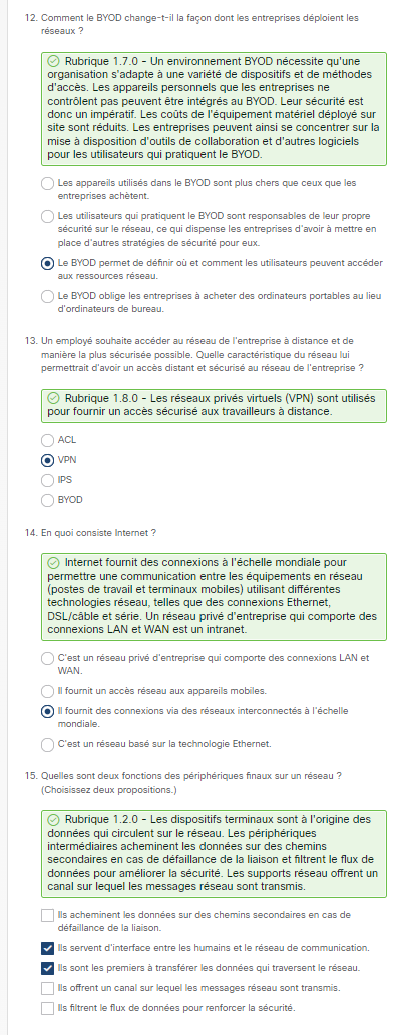 12. Comment le BYOD change-t-il la façon dont les entreprises déploient les
réseaux ?
Rubrique 1.7.0 - Un environnement BYOD nécessite qu'une
organisation s'adapte à une variété de dispositifs et de méthodes
d'accès. Les appareils personnels que les entreprises ne
contrôlent pas peuvent être intégrés au BYOD. Leur sécurité est
donc un impératif. Les coûts de l'équipement matériel déployé sur
site sont réduits. Les entreprises peuvent ainsi se concentrer sur la
mise à disposition d'outils de collaboration et d'autres logiciels
pour les utilisateurs qui pratiquent le BYOD.
Les appareils utilisés dans le BYOD sont plus chers que ceux que les
entreprises achètent.
Les utilisateurs qui pratiquent le BYOD sont responsables de leur propre
sécurité sur le réseau, ce qui dispense les entreprises d'avoir à mettre en
place d'autres stratégies de sécurité pour eux.
Le BYOD permet de définir où et comment les utilisateurs peuvent accéder
aux ressources réseau.
Le BYOD oblige les entreprises à acheter des ordinateurs portables au lieu
d'ordinateurs de bureau.
13. Un employé souhaite accéder au réseau de l'entreprise à distance et de
manière la plus sécurisée possible. Quelle caractéristique du réseau lui
permettrait d'avoir un accès distant et sécurisé au réseau de l'entreprise ?
Rubrique 1.8.0 - Les réseaux privés virtuels (VPN) sont utilisés
pour fournir un accès sécurisé aux travailleurs à distance.
ACL
VPN
IPS
BYOD
14. En quoi consiste Internet ?
Internet fournit des connexions à l'échelle mondiale pour
permettre une communication entre les équipements en réseau
(postes de travail et terminaux mobiles) utilisant différentes
technologies réseau, telles que des connexions Ethernet,
DSL/câble et série. Un réseau privé d'entreprise qui comporte des
connexions LAN et WAN est un intranet.
C'est un réseau privé d'entreprise qui comporte des connexions LAN et
WAN.
Il fournit un accès réseau aux appareils mobiles.
Il fournit des connexions via des réseaux interconnectés à l'échelle
mondiale.
C'est un réseau basé sur la technologie Ethernet.
15. Quelles sont deux fonctions des périphériques finaux sur un réseau ?
(Choisissez deux propositions.)
Rubrique 1.2.0 - Les dispositifs terminaux sont à l'origine des
données qui circulent sur le réseau. Les périphériques
intermédiaires acheminent les données sur des chemins
secondaires en cas de défaillance de la liaison et filtrent le flux de
données pour améliorer la sécurité. Les supports réseau offrent un
canal sur lequel les messages réseau sont transmis.
Ils acheminent les données sur des chemins secondaires en cas de
défaillance de la liaison.
Ils servent d'interface entre les humains et le réseau de communication.
Ils sont les premiers à transférer les données qui traversent le réseau.
Ils offrent un canal sur lequel les messages réseau sont transmis.
Ils filtrent le flux de données pour renforcer la sécurité.